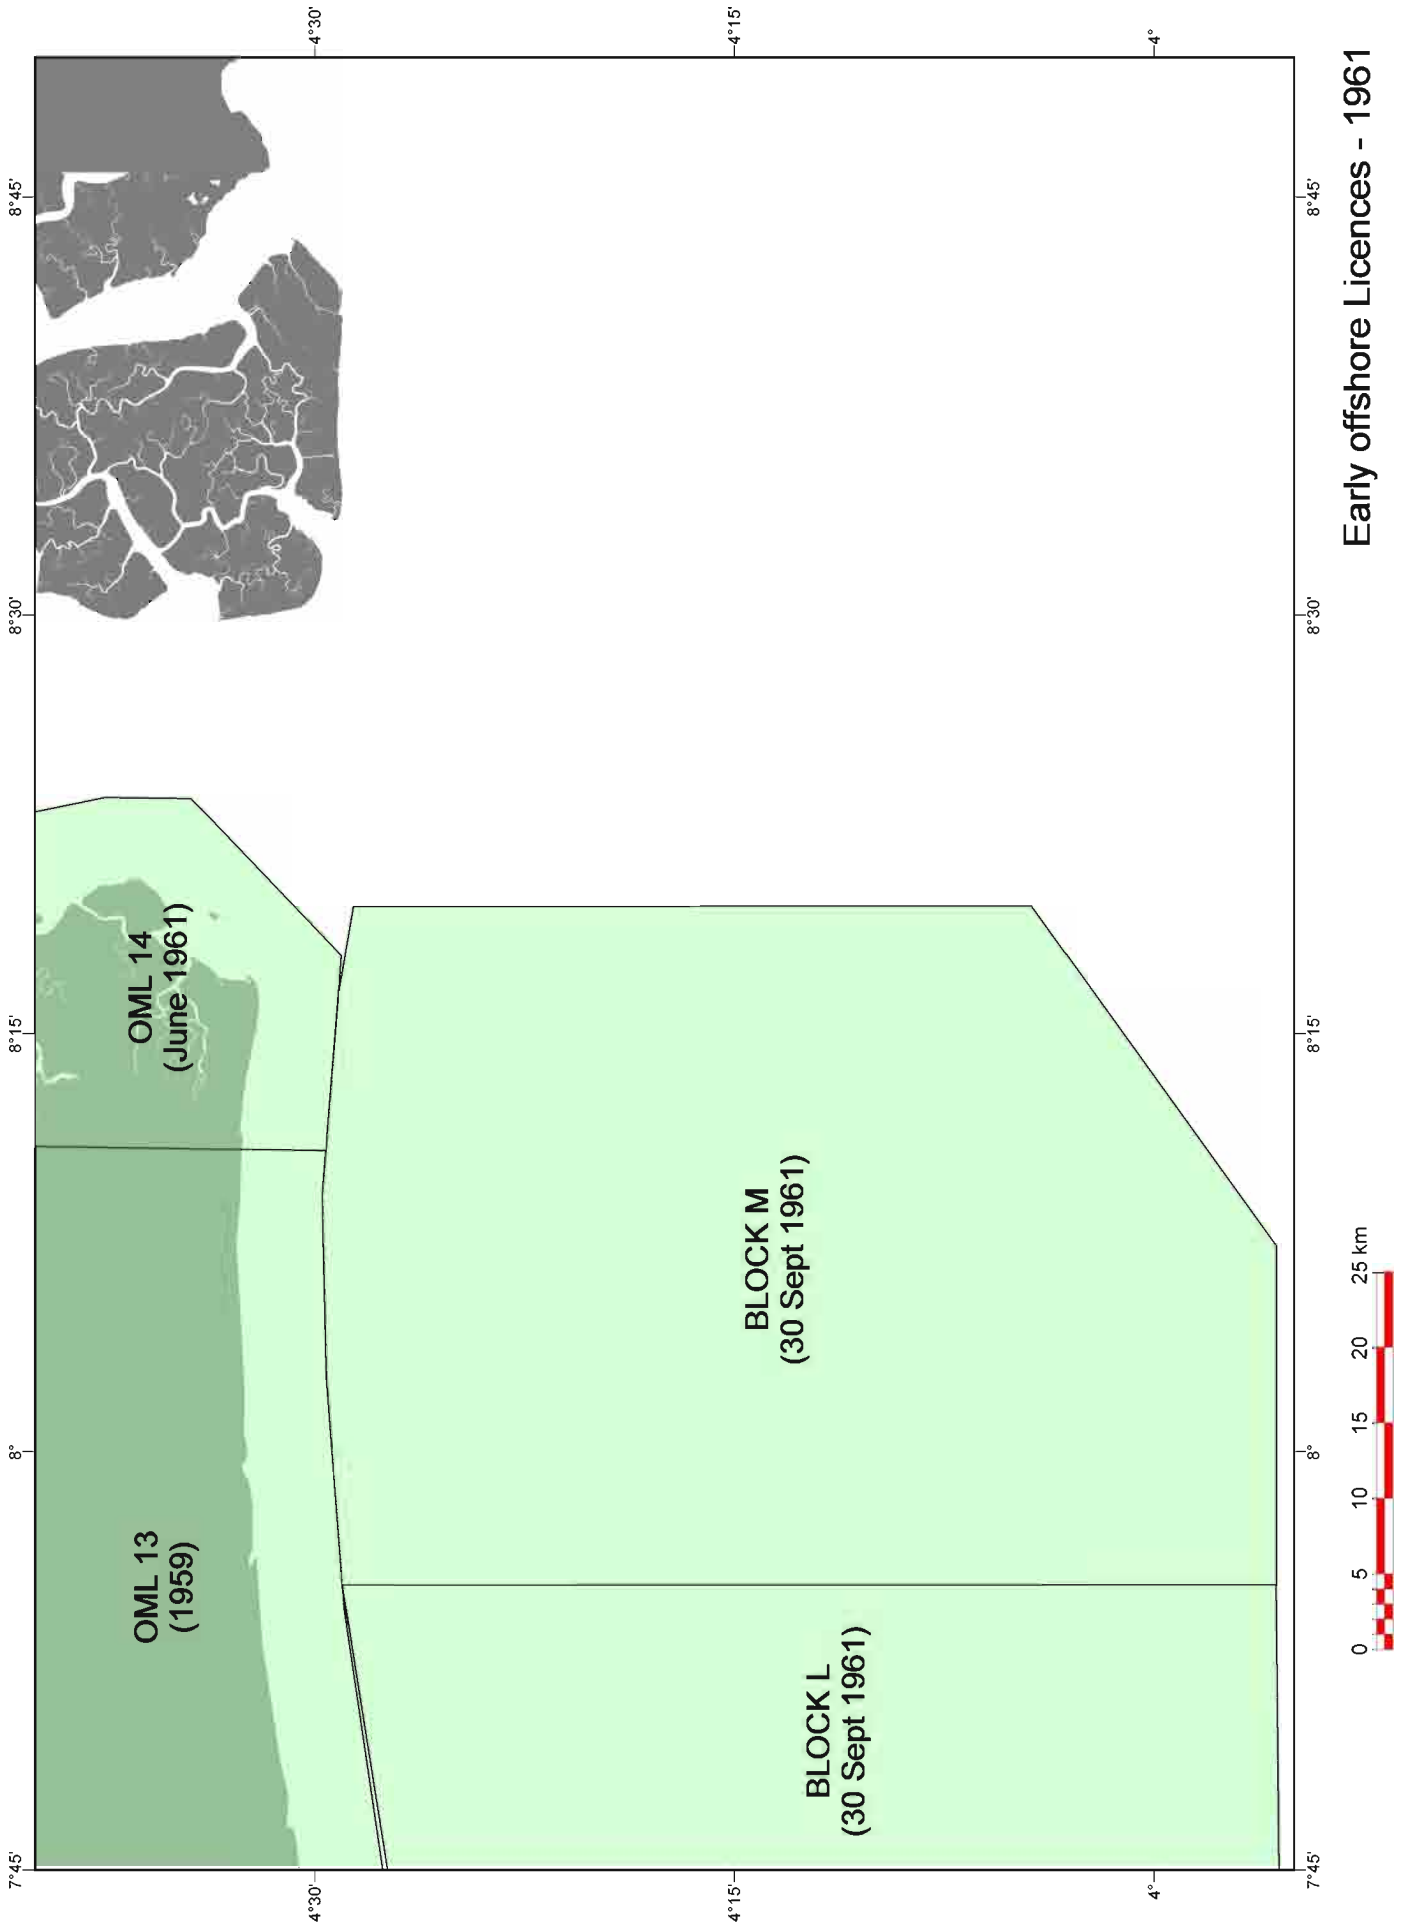 7°45'
8°
8°15'
8°30'
8°45'
4°30'
4°30'
OML 13
(1959)
OML 14
(June 1961)
4°15'
4°15'
BLOCK L
(30 Sept 1961)
BLOCK M
(30 Sept 1961)
4°
4°
7°45'
8°
8°15'
8°30'
8°45'
0 5 10 15 20 25 km
Early offshore Licences - 1961